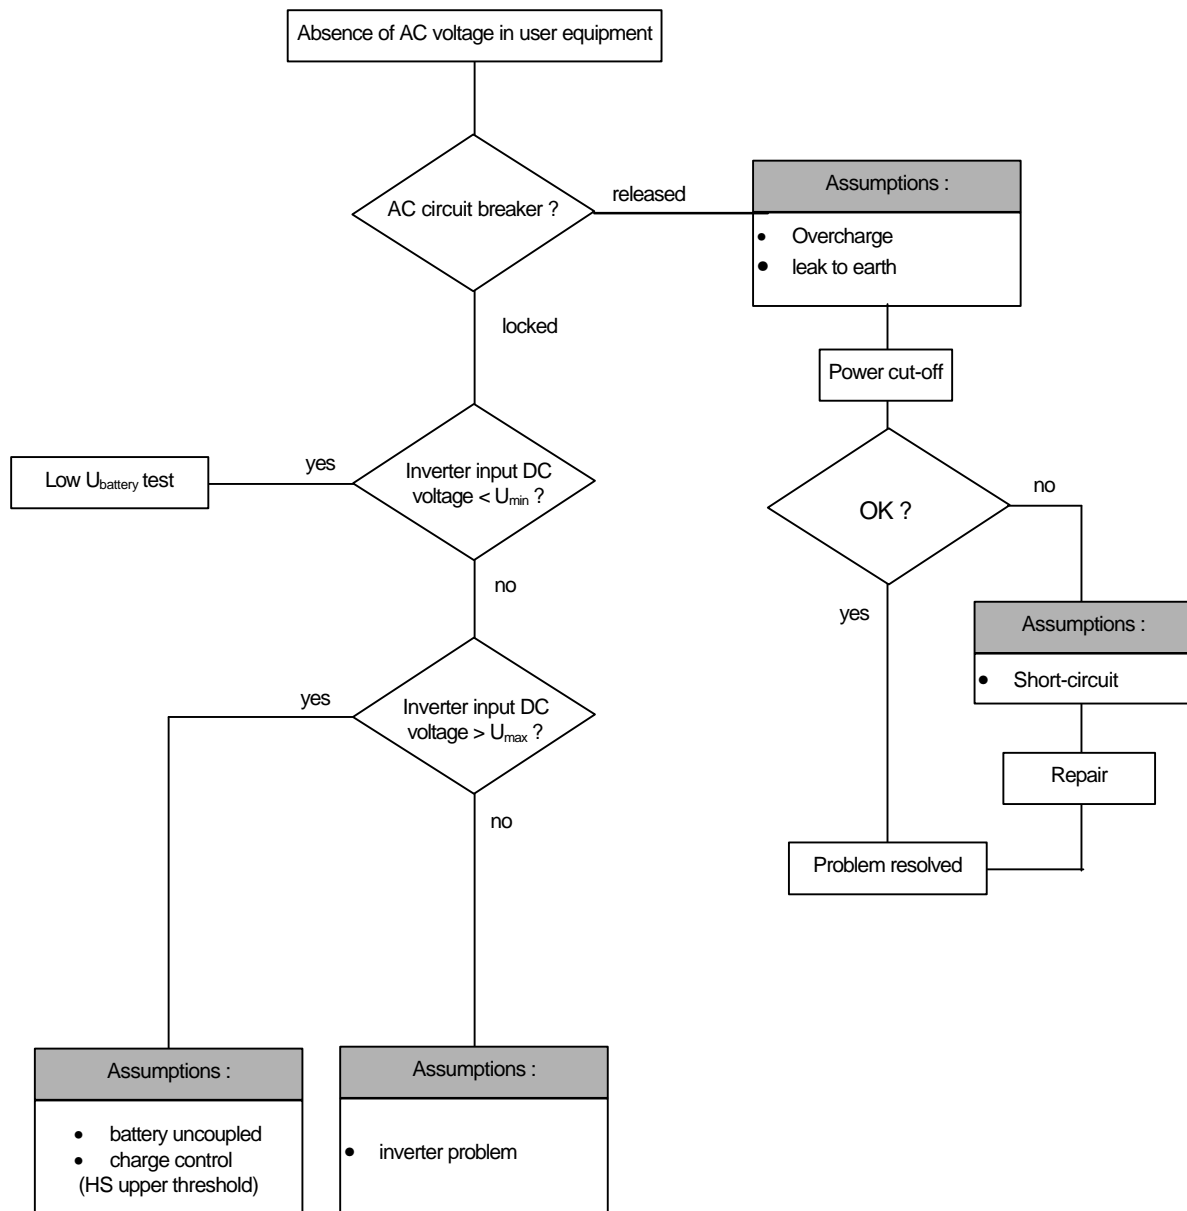 Absence of AC voltage in user equipment
AC circuit breaker ?
released
Assumptions :
• Overcharge
• leak to earth
locked
Power cut-off
Low Ubattery test
yes
Inverter input DC
voltage < Umin ?
OK ?
no
no
yes
Assumptions :
• Short-circuit
yes
Inverter input DC
voltage > Umax ?
Repair
no
Problem resolved
Assumptions :
• battery uncoupled
• charge control
(HS upper threshold)
Assumptions :
• inverter problem